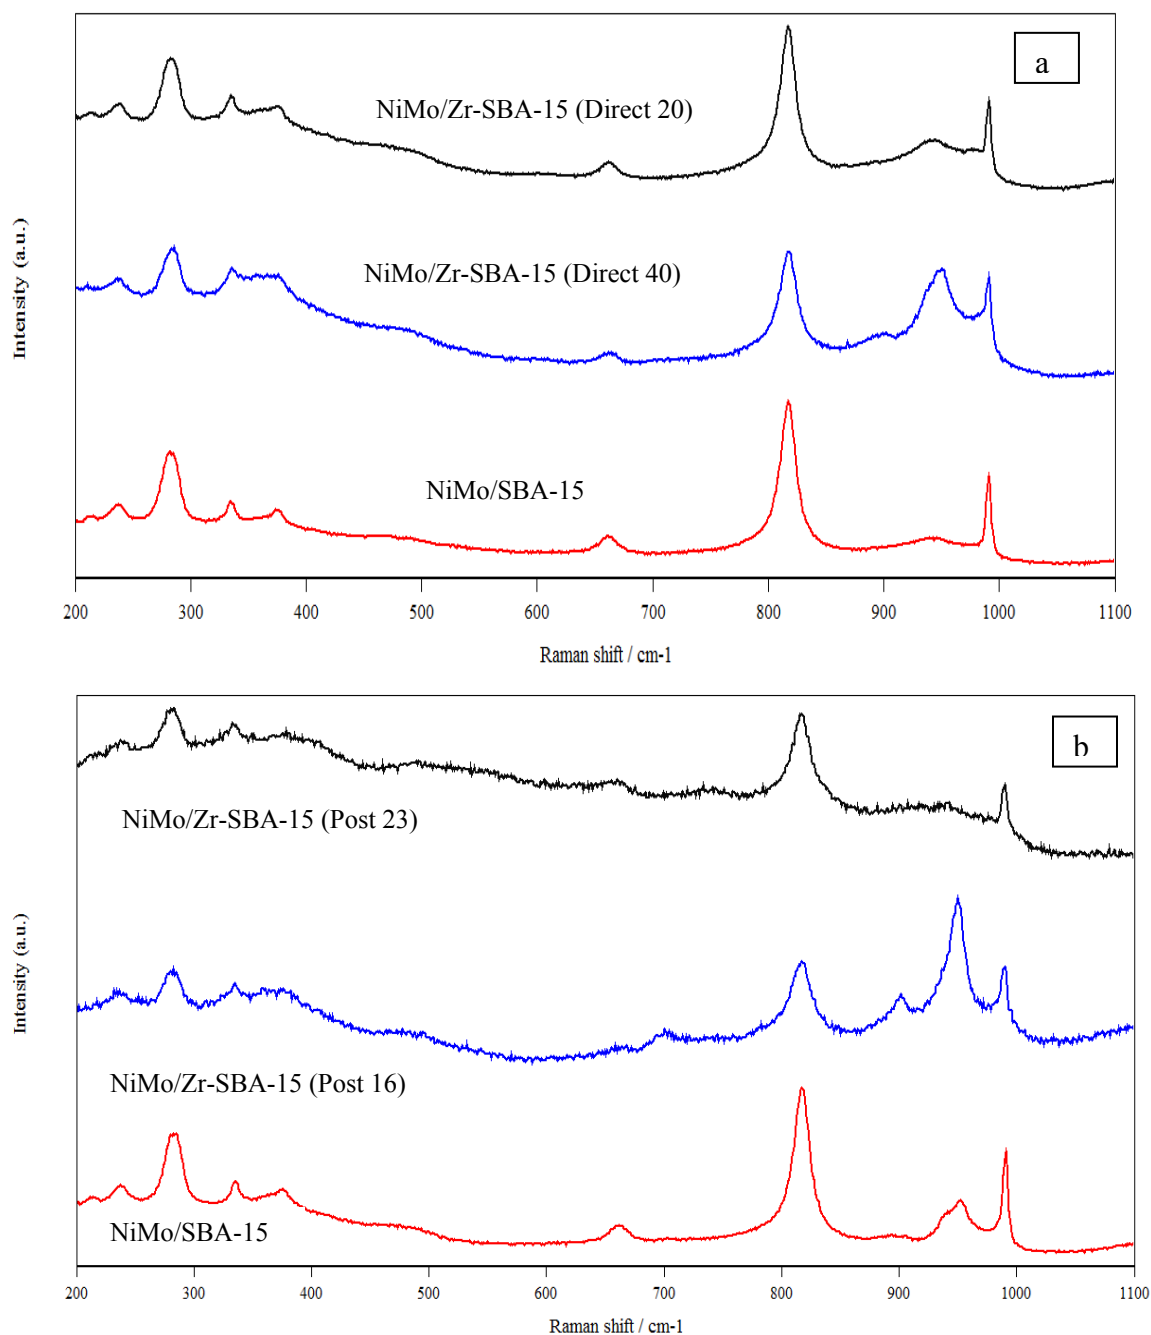 a
NiMo/Zr-SBA-15 (Direct 20)
NiMo/Zr-SBA-15 (Direct 40)
NiMo/SBA-15
Intensity (a.u.)
200 300 400 500 600 700 800 900 1000 1100
Raman shift / cm-1
b
NiMo/Zr-SBA-15 (Post 23)
NiMo/Zr-SBA-15 (Post 16)
NiMo/SBA-15
Intensity (a.u.)
200 300 400 500 600 700 800 900 1000 1100
Raman shift / cm-1